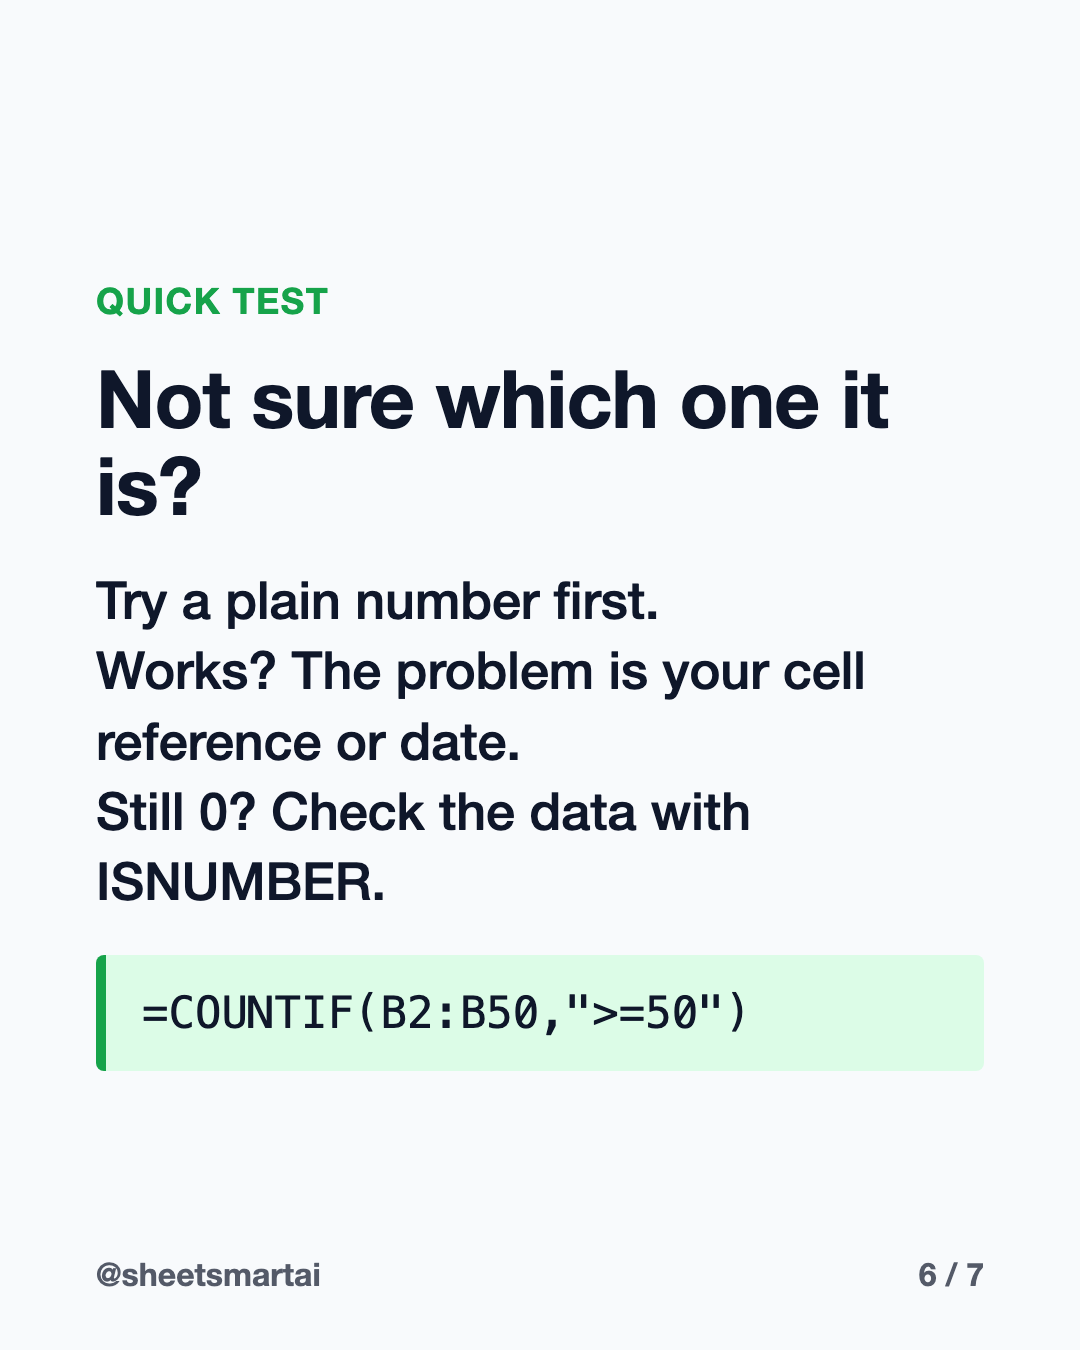 QUICK TEST
Not sure which one it
is?
Try a plain number first.
Works? The problem is your cell
reference or date.
Still 0? Check the data with
ISNUMBER.
=COUNTIF(B2:B50,">=50")
@sheetsmartai
6 / 7